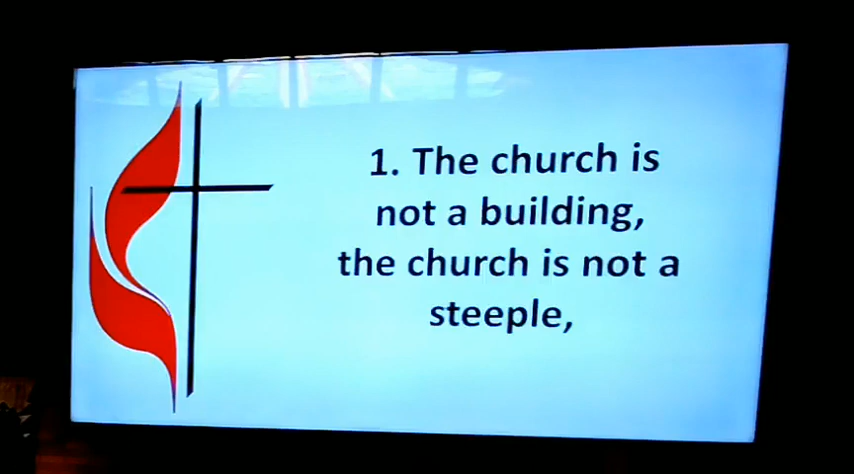 1. The church is
not a building,
the church is not a
steeple,